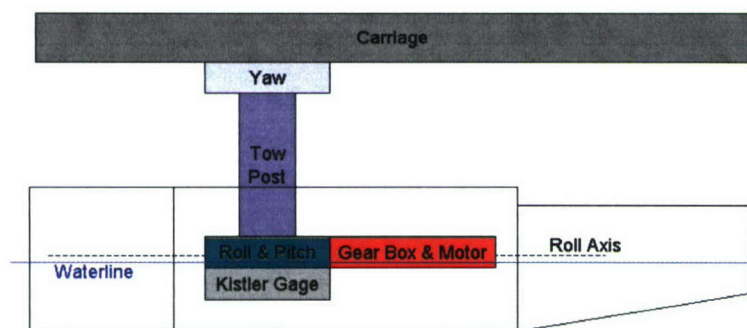 Carriage
Yaw
Tow
Post
Roll & Pitch
Gear Box & Motor
Roll Axis
Waterline
Kistler Gage